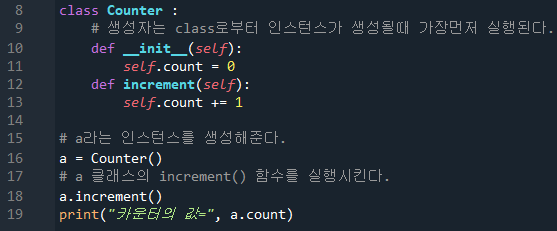 8 class Counter :
9 # 생성자는 class로부터 인스턴스가 생성될때 가장먼저 실행된다.
10 def __init__(self):
11 self.count = 0
12 def increment(self):
13 self.count += 1
14
15 # a라는 인스턴스를 생성해준다.
16 a = Counter()
17 # a 클래스의 increment() 함수를 실행시킨다.
18 a.increment()
19 print("카운터의 값=", a.count)